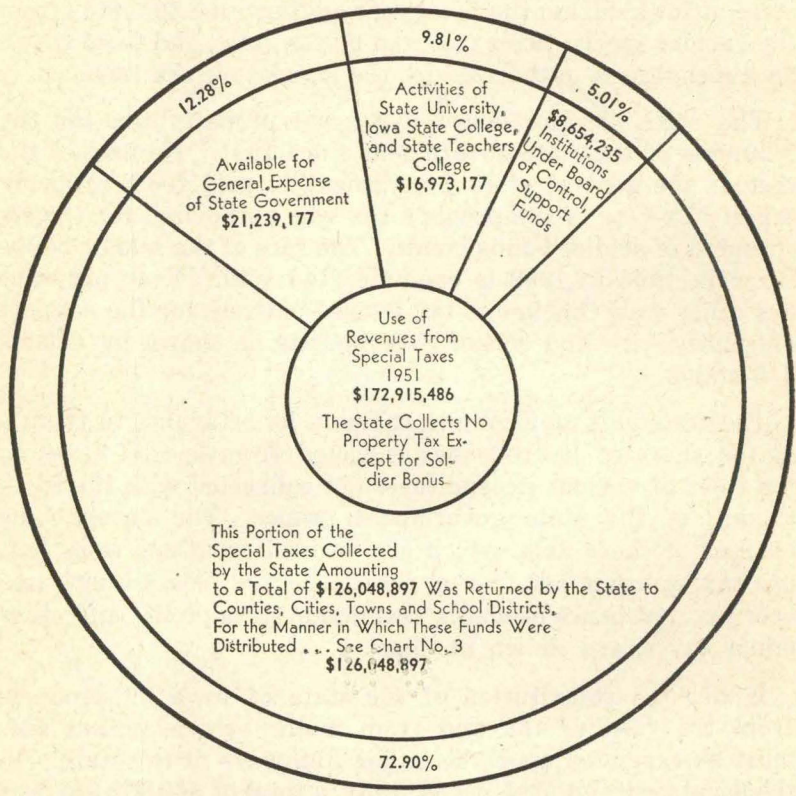 9.81%
12.28%
5.01%
Available for
General Expense
of State Government
$21,239,177
Activities of
State University,
Iowa State College,
and State Teachers
College
$16,973,177
$8,654,235
Institutions
Under Board
of Control,
Support
Funds
Use of
Revenues from
Special Taxes
1951
$172,915,486
The State Collects No
Property Tax Ex-
cept for Sol-
dier Bonus
This Portion of the
Special Taxes Collected
by the State Amounting
to a Total of $126,048,897 Was Returned by the State to
Counties, Cities, Towns and School Districts.
For the Manner in Which These Funds Were
Distributed ... See Chart No. 3
$126,048,897
72.90%